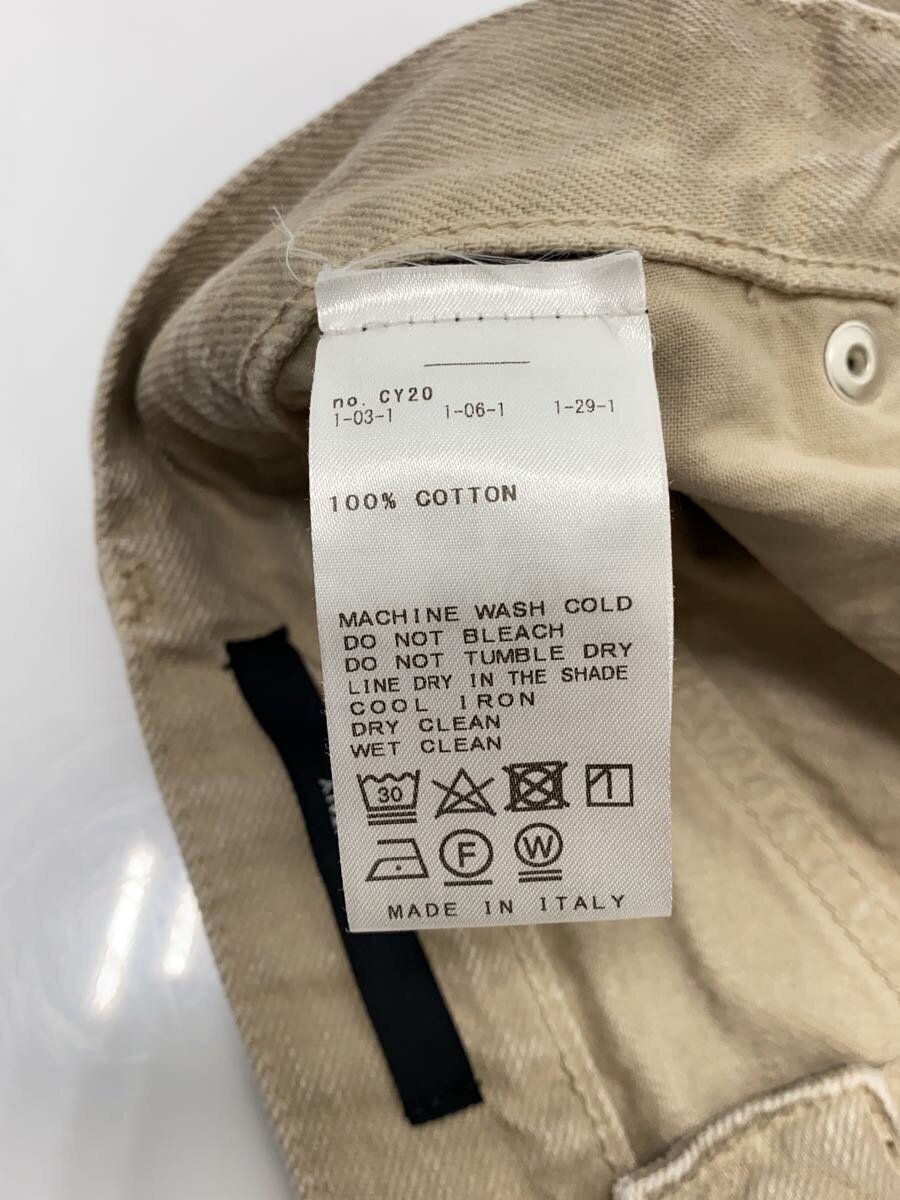 no. CY20
1-03-1 1-06-1 1-29-1
100% COTTON
MACHINE WASH COLD
DO NOT BLEACH
DO NOT TUMBLE DRY
LINE DRY IN THE SHADE
COOL IRON
DRY CLEAN
WET CLEAN
30
1
F W
MADE IN ITALY